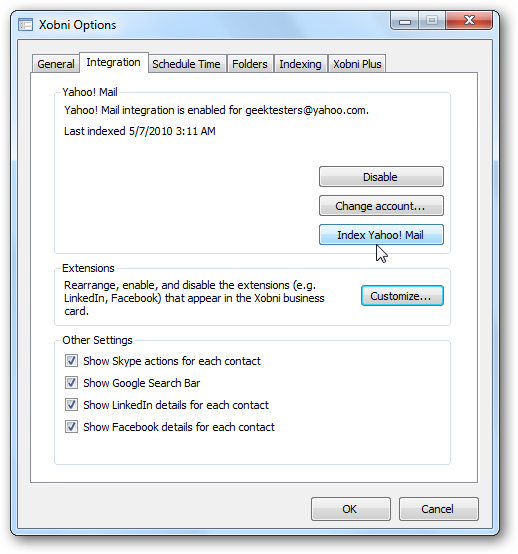 Xobni Options
General Integration Schedule Time Folders Indexing Xobni Plus
Yahoo! Mail
Yahoo! Mail integration is enabled for geektesters@yahoo.com.
Last indexed 5/7/2010 3:11 AM
Disable
Change account...
Index Yahoo! Mail
Extensions
Rearrange, enable, and disable the extensions (e.g.
LinkedIn, Facebook) that appear in the Xobni business
card.
Customize...
Other Settings
Show Skype actions for each contact
Show Google Search Bar
Show LinkedIn details for each contact
Show Facebook details for each contact
OK Cancel